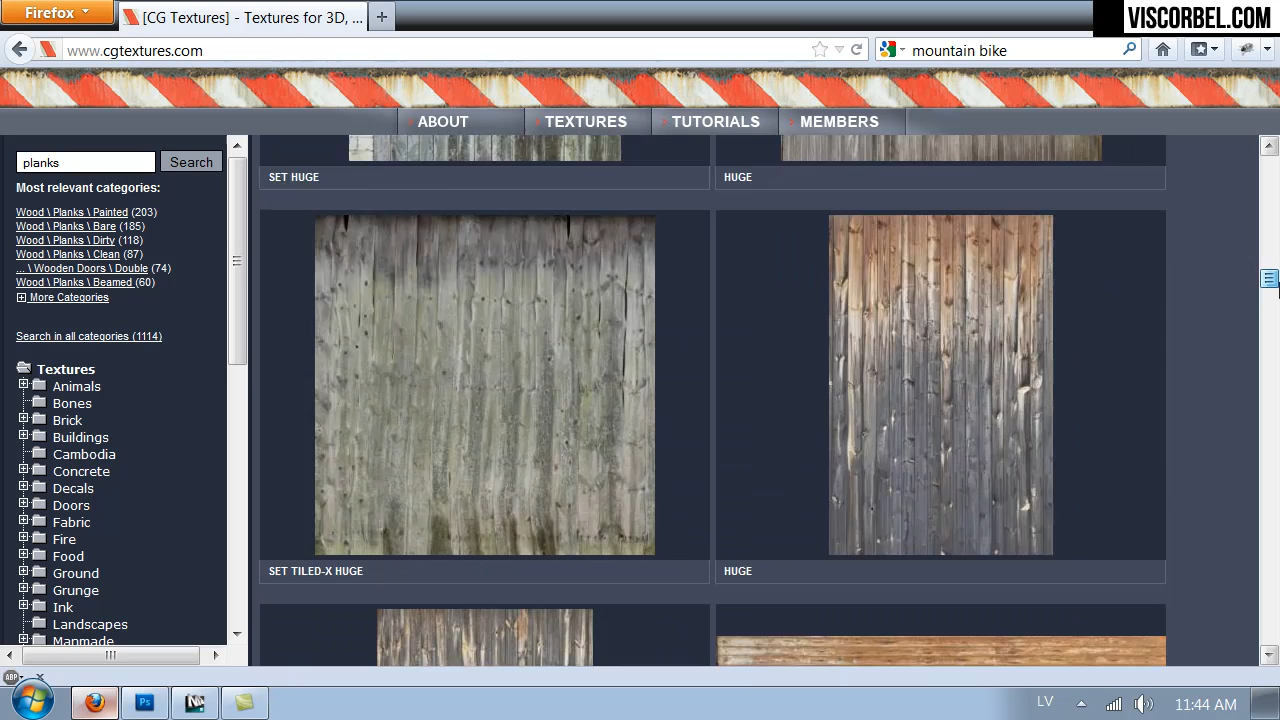 Firefox
[CG Textures] - Textures for 3D, ...
VISCORBEL.COM
www.cgtextures.com
mountain bike
ABOUT
TEXTURES
TUTORIALS
MEMBERS
planks
Search
Most relevant categories:
Wood \ Planks \ Painted (203)
Wood \ Planks \ Bare (185)
Wood \ Planks \ Dirty (118)
Wood \ Planks \ Clean (87)
... \ Wooden Doors \ Double (74)
Wood \ Planks \ Beamed (60)
More Categories
Search in all categories (1114)
Textures
Animals
Bones
Brick
Buildings
Cambodia
Concrete
Decals
Doors
Fabric
Fire
Food
Ground
Grunge
Ink
Landscapes
Manmade
SET HUGE
HUGE
SET TILED-X HUGE
HUGE
ABP
Ps
LV
11:44 AM